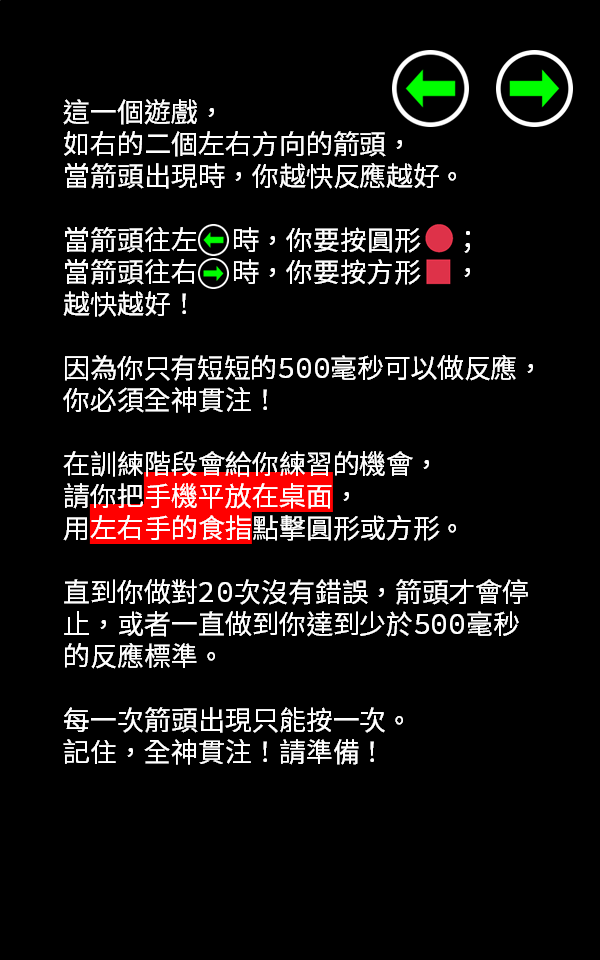 這一個遊戲，
如右的二個左右方向的箭頭，
當箭頭出現時，你越快反應越好。
當箭頭往左時，你要按圓形；
當箭頭往右時，你要按方形，
越快越好！
因為你只有短短的500毫秒可以做反應，
你必須全神貫注！
在訓練階段會給你練習的機會，
請你把手機平放在桌面，
用左右手的食指點擊圓形或方形。
直到你做對20次沒有錯誤，箭頭才會停
止，或者一直做到你達到少於500毫秒
的反應標準。
每一次箭頭出現只能按一次。
記住，全神貫注！請準備！